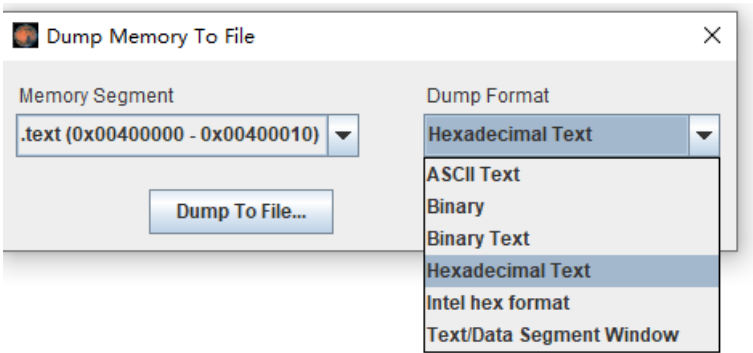 Dump Memory To File
Memory Segment
Dump Format
.text (0x00400000 - 0x00400010)
Hexadecimal Text
Dump To File...
ASCII Text
Binary
Binary Text
Hexadecimal Text
Intel hex format
Text/Data Segment Window